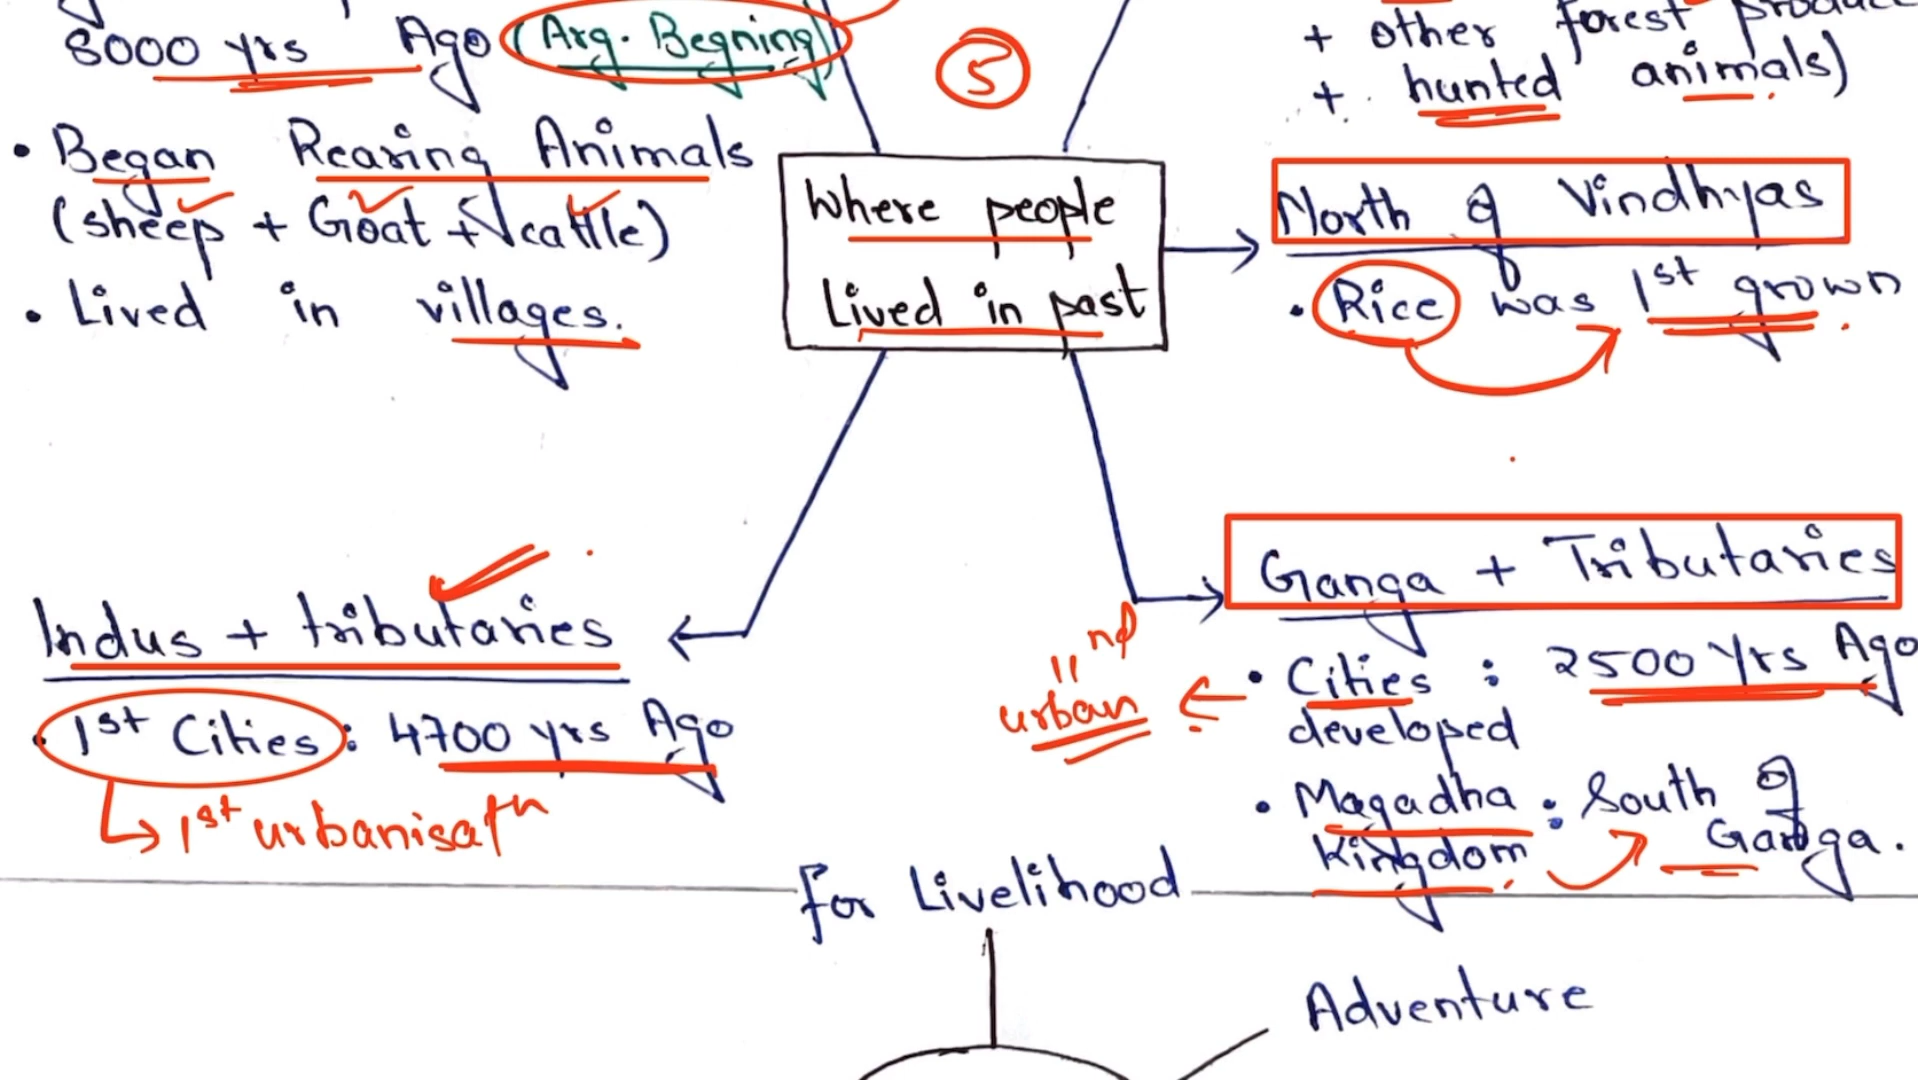 8000 yrs Ago (Arg. Begning)
• Began Rearing Animals
(sheep + Goat + cattle)
• Lived in villages.
5
+ other forest
+ hunted animals)
Where people
Lived in past
North of Vindhyas
• Rice was 1st grown
Indus + tributaries
• 1st Cities : 4700 yrs Ago
1st urbanisatn
Ganga + Tributaries
• Cities : 2500 Yrs Ago
developed
IInd
urban
• Magadha : South of
Kingdom Ganga.
for Livelihood
Adventure